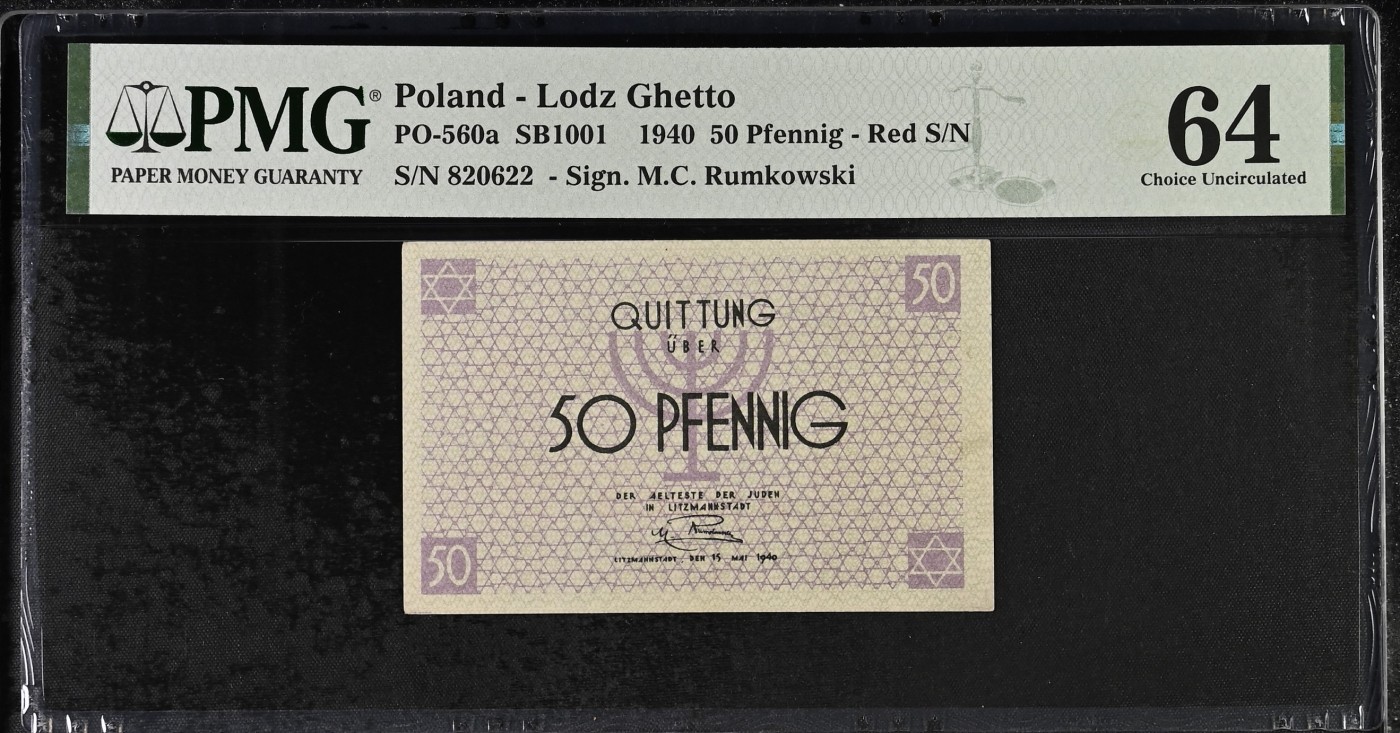 PMG®
PAPER MONEY GUARANTY
Poland - Lodz Ghetto
PO-560a SB1001 1940 50 Pfennig - Red S/N
S/N 820622 - Sign. M.C. Rumkowski
64
Choice Uncirculated
50
QUITTUNG
ÜBER
50 PFENNIG
DER AELTESTE DER JUDEN
IN LITZMANNSTADT
LITZMANNSTADT, DEN 15 MAI 1940
50